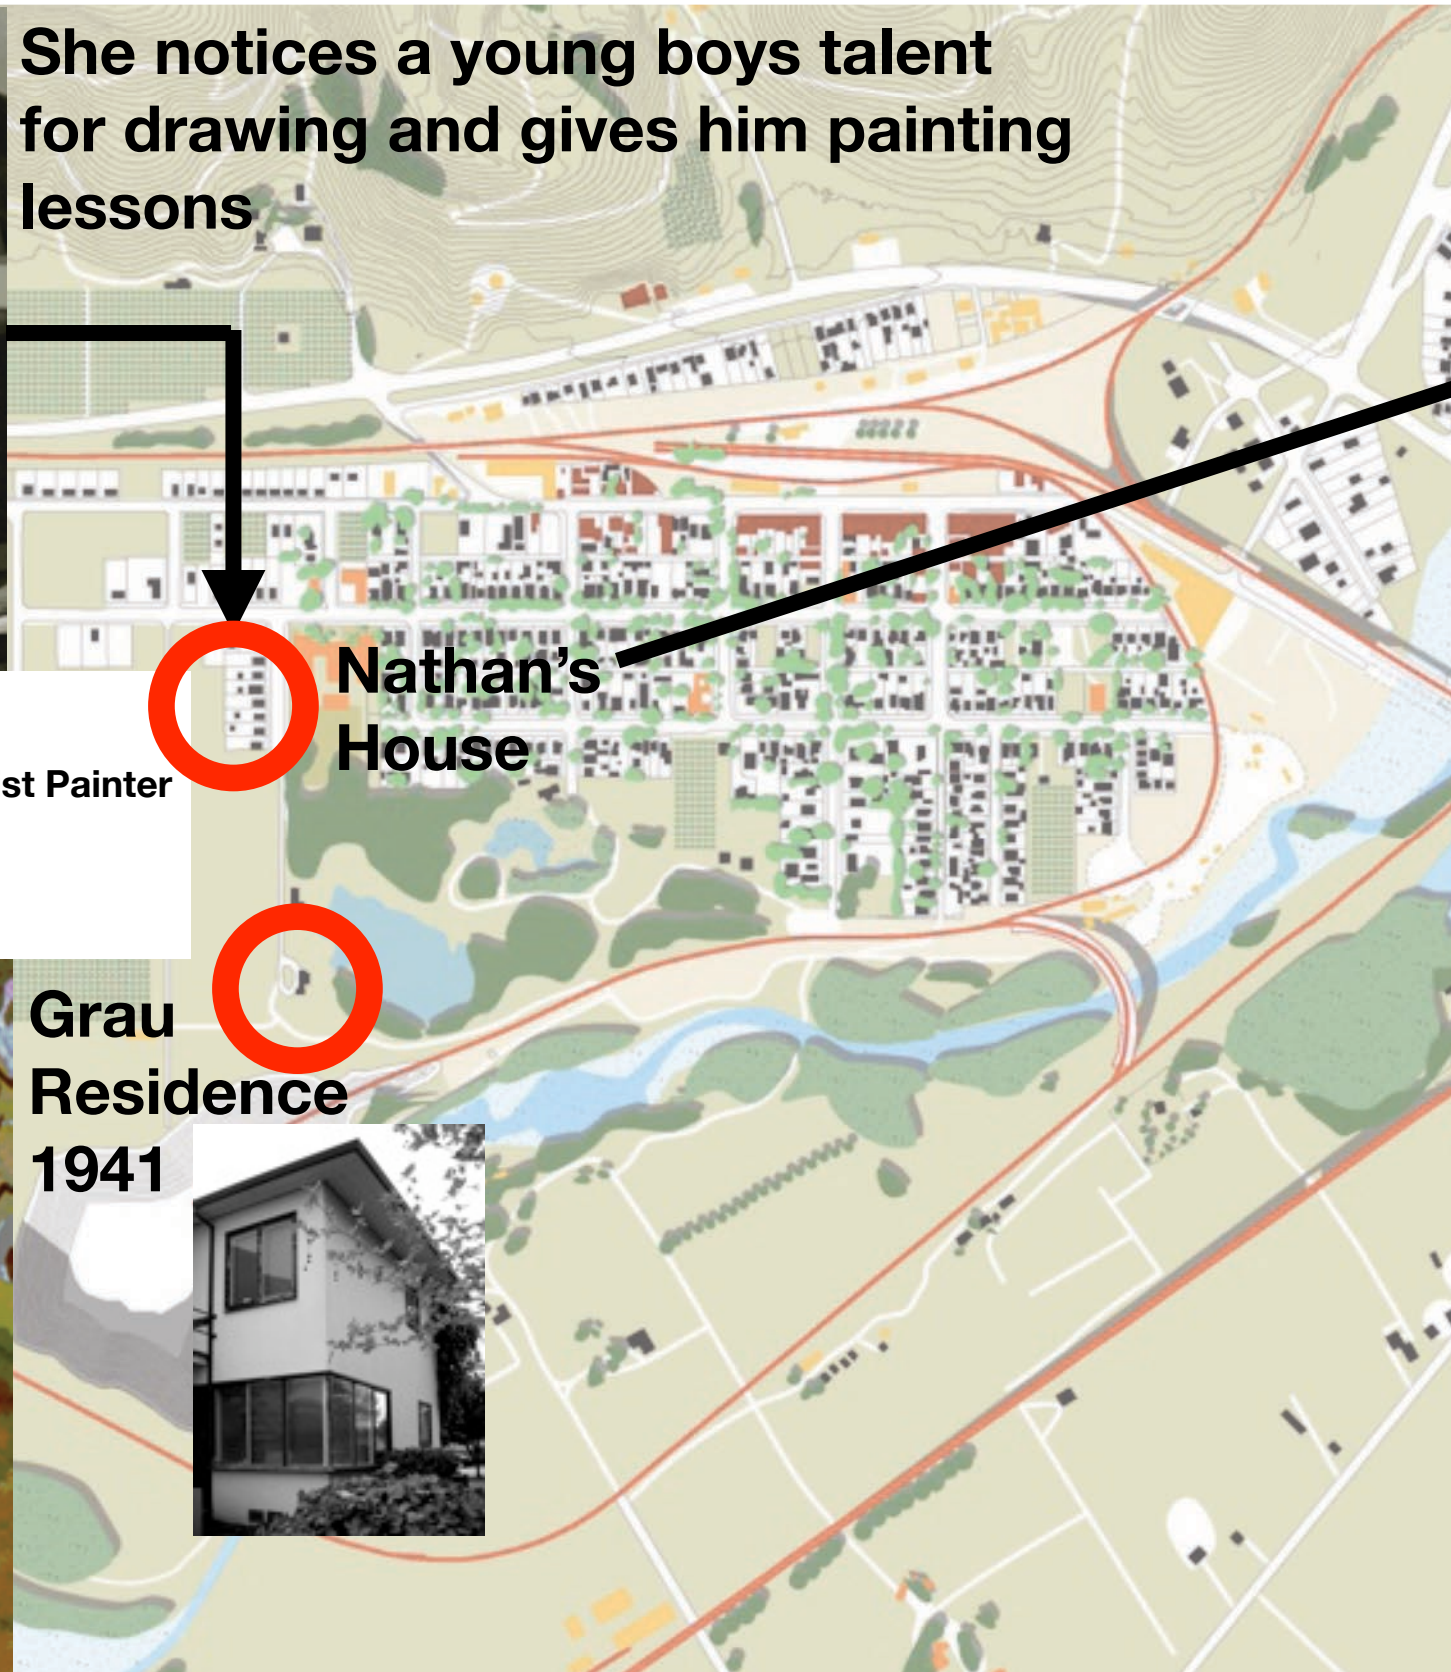 She notices a young boys talent
for drawing and gives him painting
lessons
Nathan’s
House
st Painter
Grau
Residence
1941